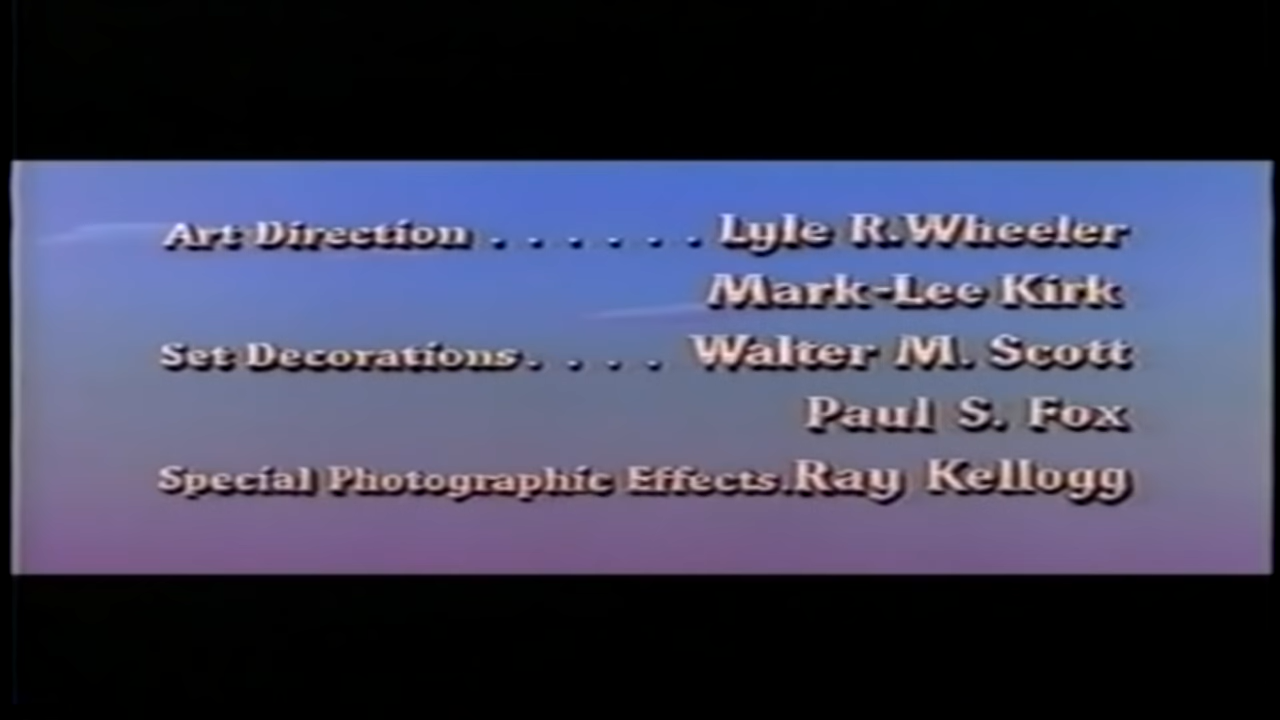 Art Direction . . . . . . Lyle R. Wheeler
Mark-Lee Kirk
Set Decorations . . . . Walter M. Scott
Paul S. Fox
Special Photographic Effects . Ray Kellogg